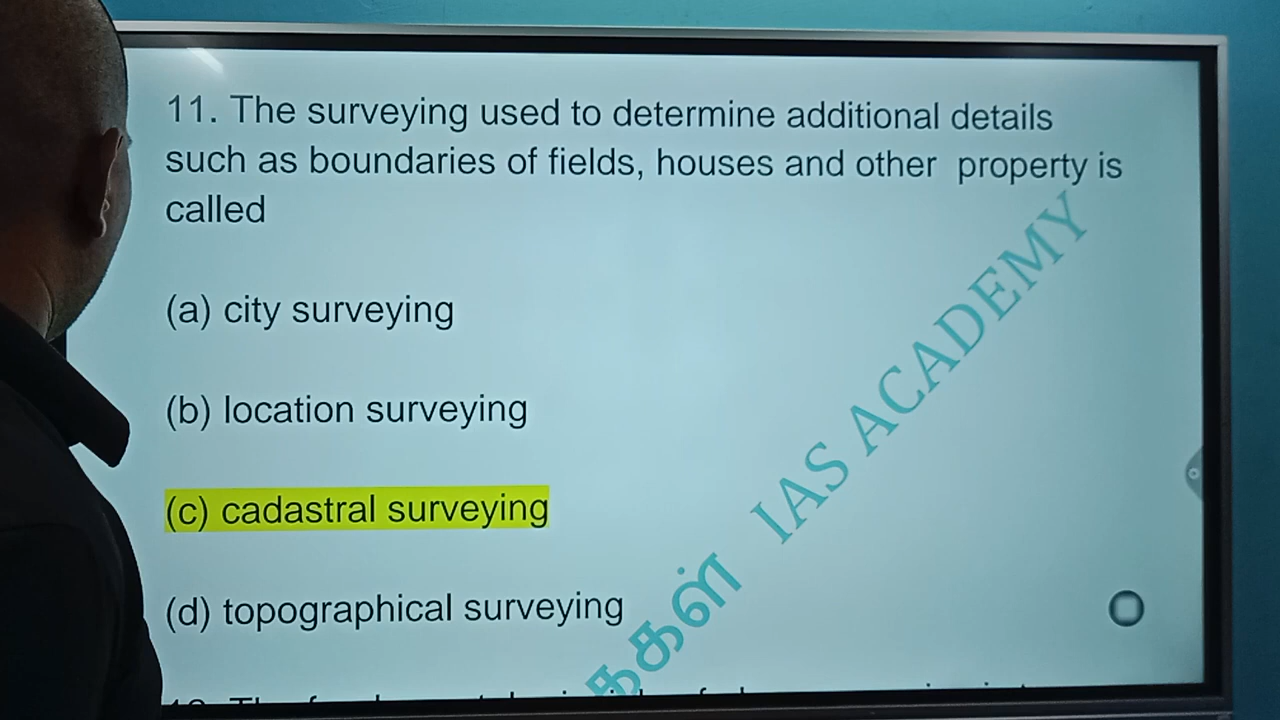 11. The surveying used to determine additional details
such as boundaries of fields, houses and other property is
called
(a) city surveying
(b) location surveying
(c) cadastral surveying
(d) topographical surveying
IAS ACADEMY